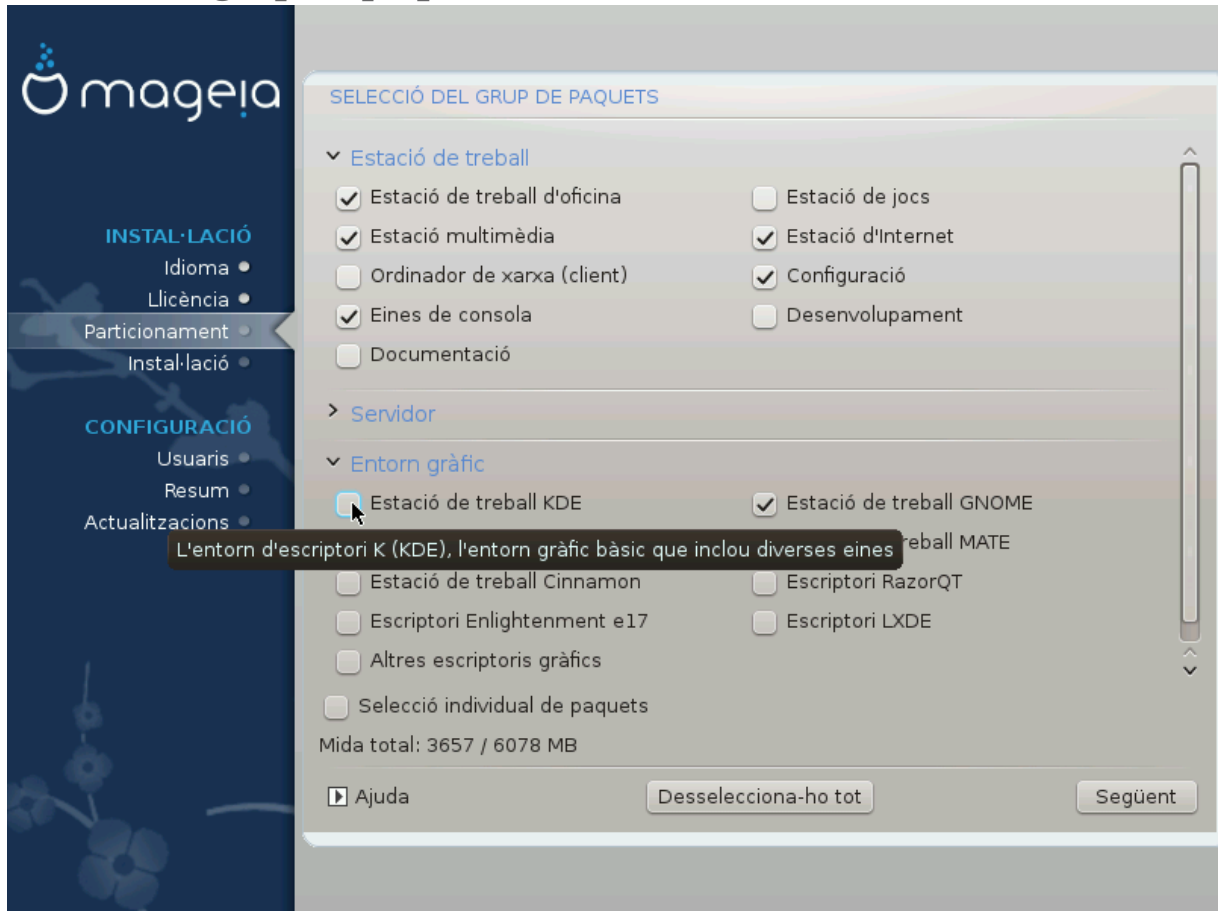 mageia
SELECCIÓ DEL GRUP DE PAQUETS
INSTAL·LACIÓ
Idioma
Llicència
Particionament
Instal·lació
CONFIGURACIÓ
Usuaris
Resum
Actualitzacions
Estació de treball
Estació de treball d'oficina
Estació de jocs
Estació multimèdia
Estació d'Internet
Ordinador de xarxa (client)
Configuració
Eines de consola
Desenvolupament
Documentació
Servidor
Entorn gràfic
Estació de treball KDE
Estació de treball GNOME
L'entorn d'escriptori K (KDE), l'entorn gràfic bàsic que inclou diverses eines
reball MATE
Estació de treball Cinnamon
Escriptori RazorQT
Escriptori Enlightenment e17
Escriptori LXDE
Altres escriptoris gràfics
Selecció individual de paquets
Mida total: 3657 / 6078 MB
Ajuda
Desselecciona-ho tot
Següent